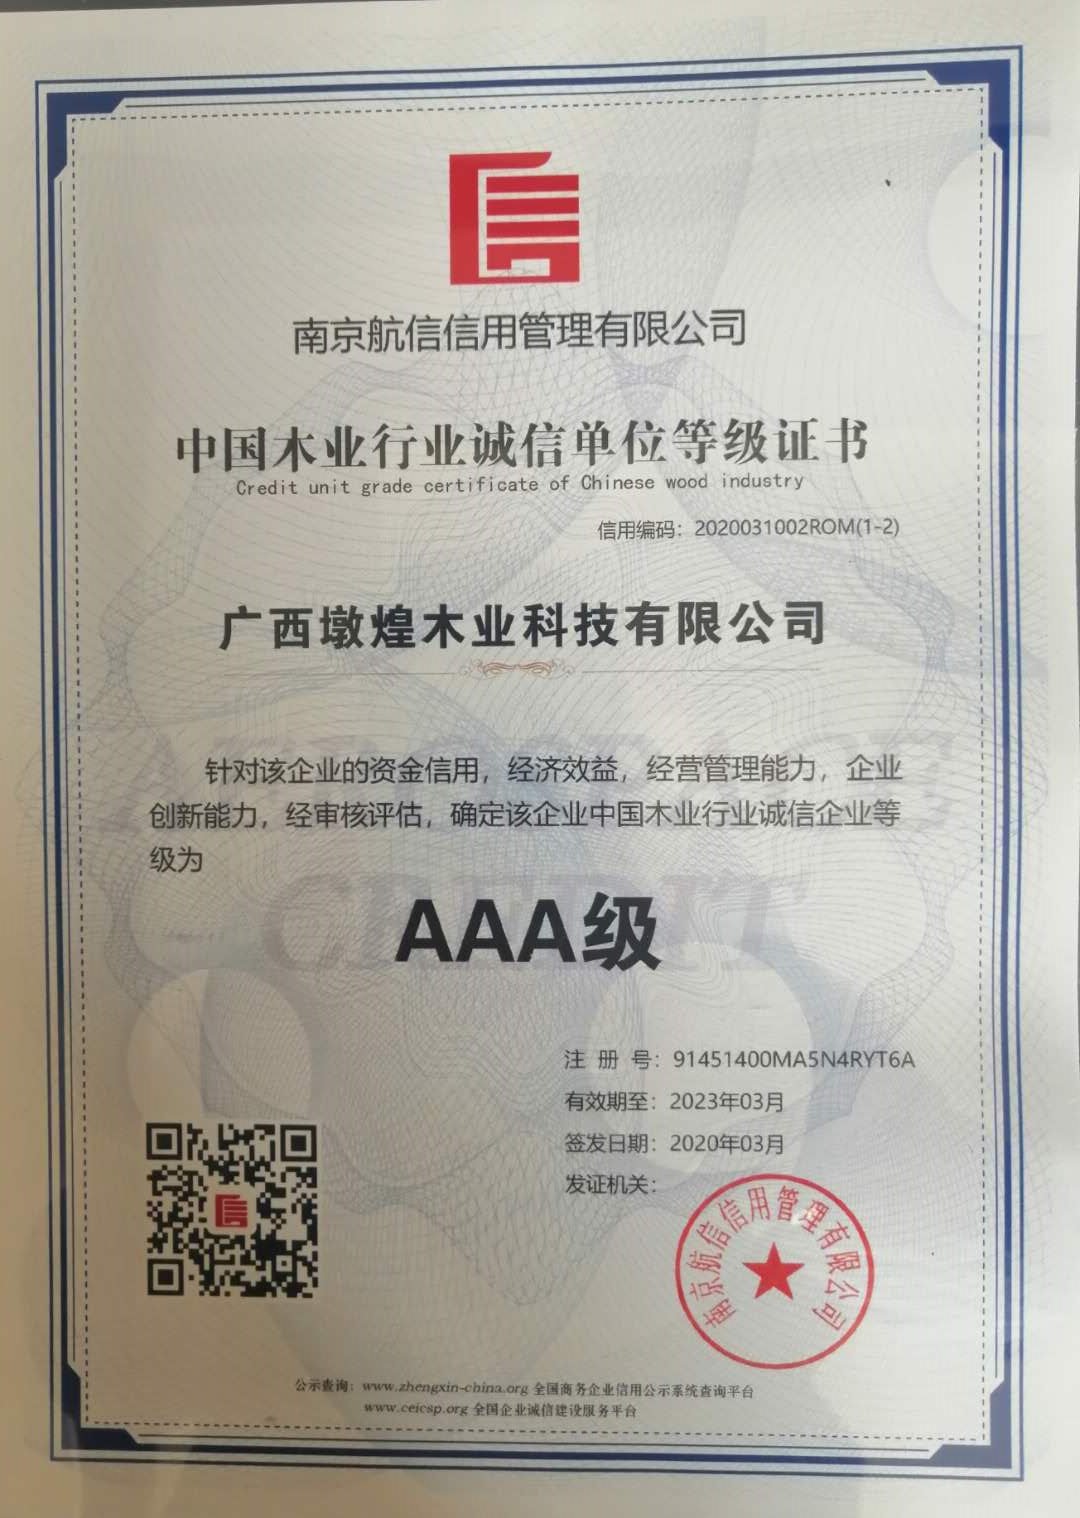 南京航信信用管理有限公司
中国木业行业诚信单位等级证书
Credit unit grade certificate of Chinese wood industry
信用编码：2020031002ROM(1-2)
广西墩煌木业科技有限公司
针对该企业的资金信用，经济效益，经营管理能力，企业
创新能力，经审核评估，确定该企业中国木业行业诚信企业等
级为
CREDIT
AAA级
注 册 号：91451400MA5N4RYT6A
有效期至：2023年03月
签发日期：2020年03月
发证机关：
南京航信信用管理有限公司
公示查询：www.zhengxin-china.org 全国商务企业信用公示系统查询平台
www.ceicsp.org 全国企业诚信建设服务平台